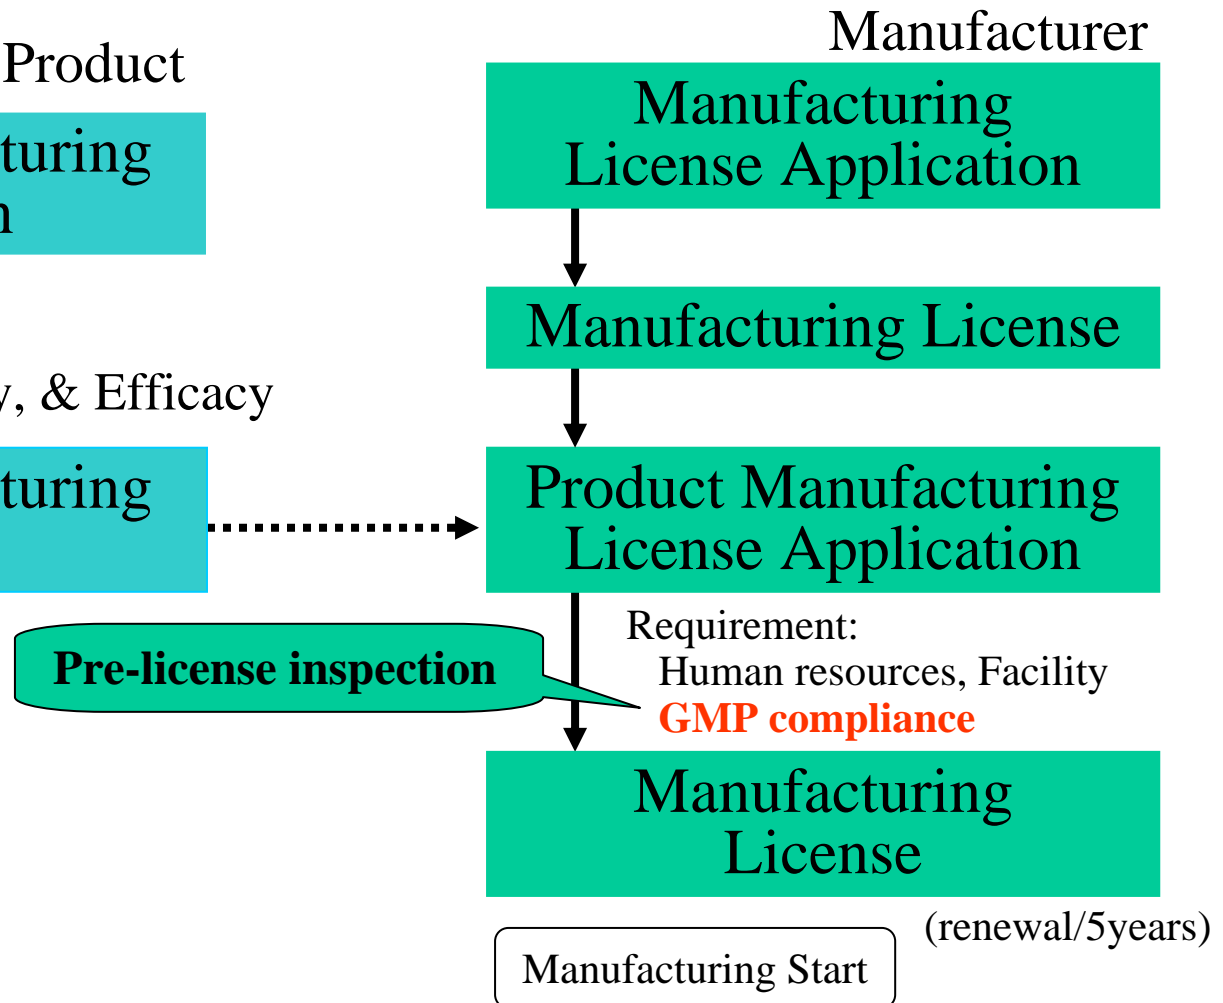 Product
turing
n
y, & Efficacy
turing
Manufacturer
Manufacturing
License Application
Manufacturing License
Product Manufacturing
License Application
Pre-license inspection
Requirement:
Human resources, Facility
GMP compliance
Manufacturing
License
(renewal/5years)
Manufacturing Start